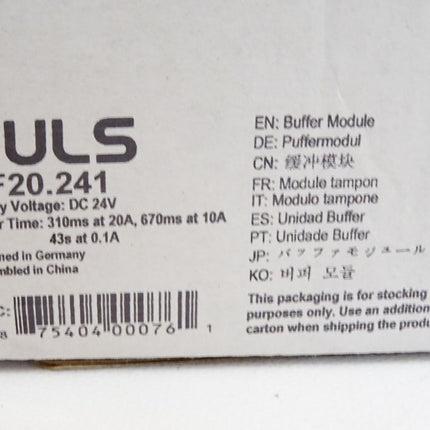 ULS
F20.241
y Voltage: DC 24V
r Time: 310ms at 20A, 670ms at 10A
43s at 0.1A
ned in Germany
mbled in China
C:
8 75404 00076 1
EN: Buffer Module
DE: Puffermodul
CN: 缓冲模块
FR: Module tampon
IT: Modulo tampone
ES: Unidad Buffer
PT: Unidade Buffer
JP: バッファモジュール
KO: 버퍼 모듈
This packaging is for stocking
purposes only. Use an addition
carton when shipping the produ